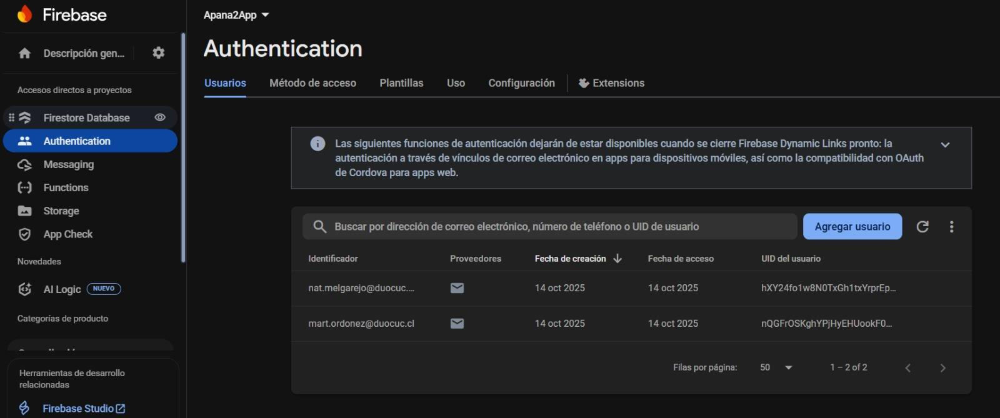 Firebase
Descripción gen...
Accesos directos a proyectos
Firestore Database
Authentication
Messaging
Functions
Storage
App Check
Novedades
AI Logic NUEVO
Categorías de producto
Herramientas de desarrollo
relacionadas
Firebase Studio
Apana2App
Authentication
Usuarios Método de acceso Plantillas Uso Configuración Extensions
Las siguientes funciones de autenticación dejarán de estar disponibles cuando se cierre Firebase Dynamic Links pronto: la
autenticación a través de vínculos de correo electrónico en apps para dispositivos móviles, así como la compatibilidad con OAuth
de Cordova para apps web.
Buscar por dirección de correo electrónico, número de teléfono o UID de usuario Agregar usuario
Identificador Proveedores Fecha de creación Fecha de acceso UID del usuario
nat.melgarejo@duocuc.... 14 oct 2025 14 oct 2025 hXY24fo1w8N0TxGh1txYrprEp...
mart.ordonez@duocuc.cl 14 oct 2025 14 oct 2025 nQGFrOSKghYPjHyEHUookF0...
Filas por página: 50 1 – 2 of 2